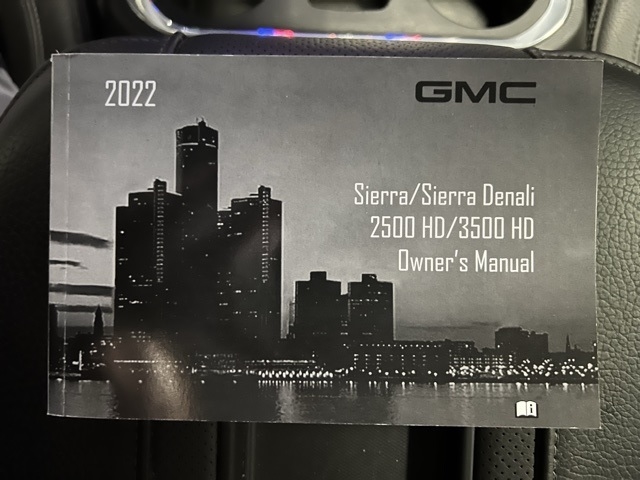 2022
GMC
Sierra/Sierra Denali
2500 HD/3500 HD
Owner's Manual